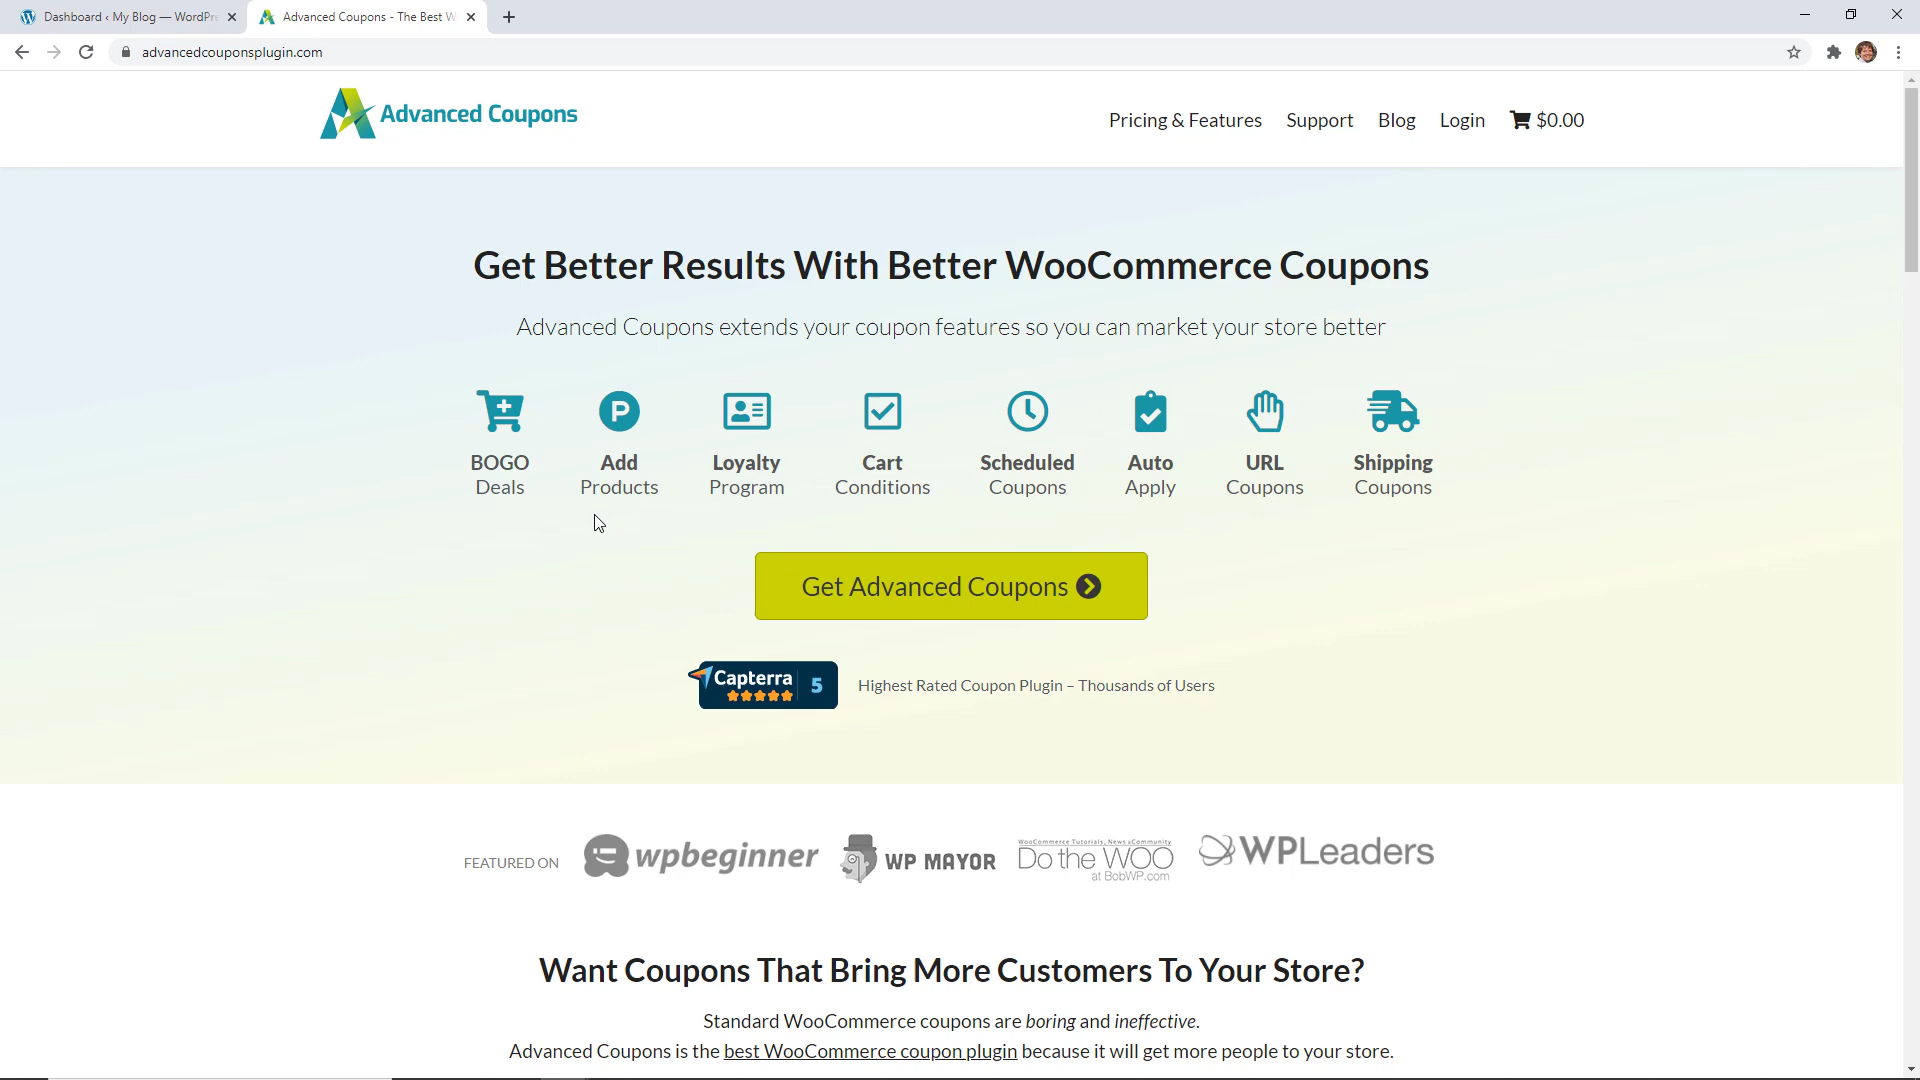 Dashboard ‹ My Blog — WordPre
Advanced Coupons - The Best W
advancedcouponsplugin.com
Advanced Coupons
Pricing & Features
Support
Blog
Login
$0.00
Get Better Results With Better WooCommerce Coupons
Advanced Coupons extends your coupon features so you can market your store better
BOGO
Deals
Add
Products
Loyalty
Program
Cart
Conditions
Scheduled
Coupons
Auto
Apply
URL
Coupons
Shipping
Coupons
Get Advanced Coupons
Capterra
5
Highest Rated Coupon Plugin – Thousands of Users
FEATURED ON
wpbeginner
WP MAYOR
WooCommerce Tutorials, News &Community
Do the WOO
at BobWP.com
WPLeaders
Want Coupons That Bring More Customers To Your Store?
Standard WooCommerce coupons are boring and ineffective.
Advanced Coupons is the best WooCommerce coupon plugin because it will get more people to your store.